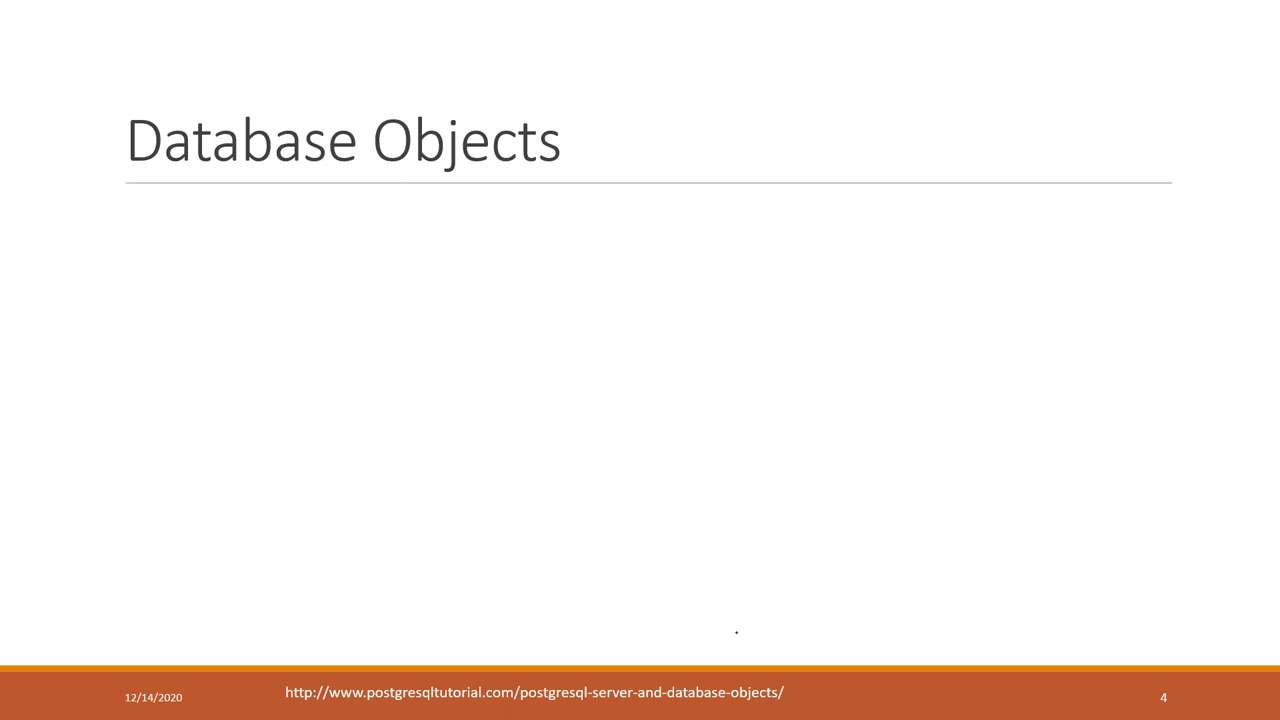 Database Objects
12/14/2020
http://www.postgresqltutorial.com/postgresql-server-and-database-objects/
4